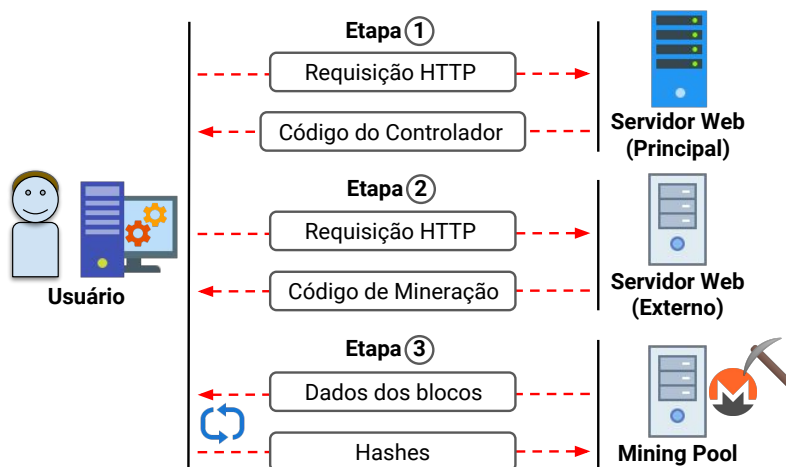 Etapa 1
Requisição HTTP
Código do Controlador
Servidor Web
(Principal)
Etapa 2
Requisição HTTP
Código de Mineração
Servidor Web
(Externo)
Usuário
Etapa 3
Dados dos blocos
Hashes
Mining Pool